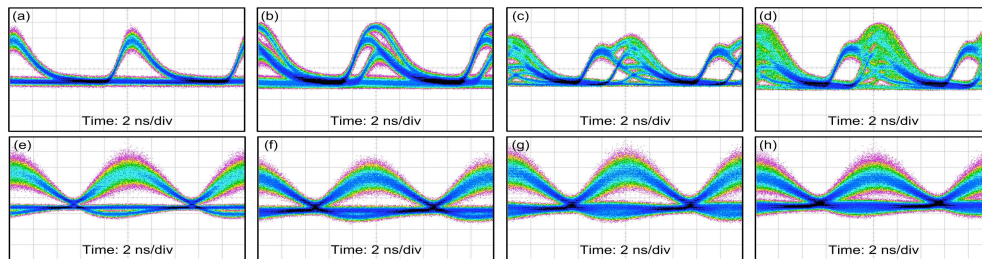 (a)
Time: 2 ns/div
(b)
Time: 2 ns/div
(c)
Time: 2 ns/div
(d)
Time: 2 ns/div
(e)
Time: 2 ns/div
(f)
Time: 2 ns/div
(g)
Time: 2 ns/div
(h)
Time: 2 ns/div